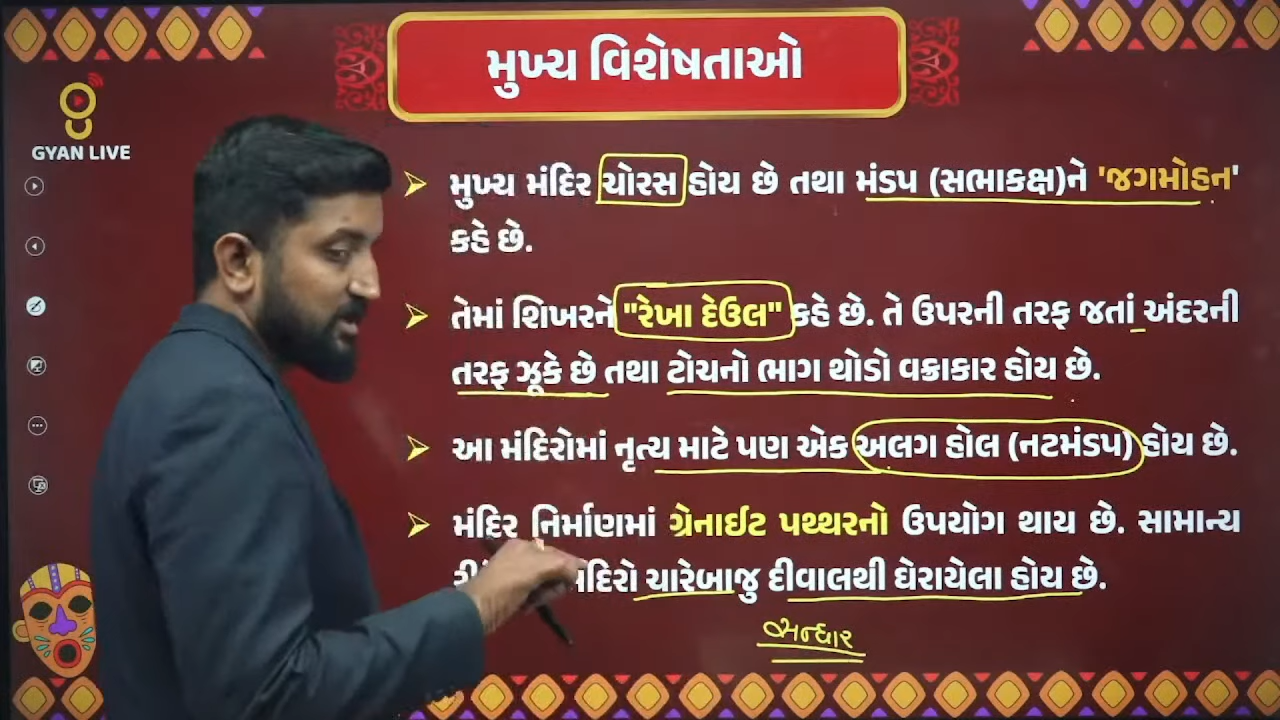 મુખ્ય વિશેષતાઓ
GYAN LIVE
➤ મુખ્ય મંદિર ચોરસ હોય છે તથા મંડપ (સભાકક્ષ)ને 'જગમોહન'
કહે છે.
➤ તેમાં શિખરને "રેખા દેઉલ" કહે છે. તે ઉપરની તરફ જતાં અંદરની
તરફ ઝૂકે છે તથા ટોચનો ભાગ થોડો વક્રાકાર હોય છે.
➤ આ મંદિરોમાં નૃત્ય માટે પણ એક અલગ હોલ (નટમંડપ) હોય છે.
➤ મંદિર નિર્માણમાં ગ્રેનાઈટ પથ્થરનો ઉપયોગ થાય છે. સામાન્ય
ચારેબાજુ દીવાલથી ઘેરાયેલા હોય છે.